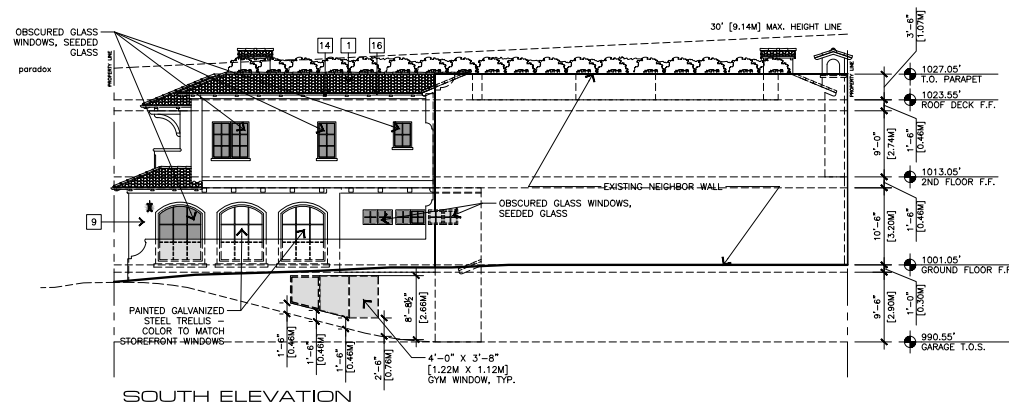 OBSCURED GLASS
WINDOWS, SEEDED
GLASS
paradox
PROPERTY LINE
14
1
16
30' [9.14M] MAX. HEIGHT LINE
PROPERTY LINE
3'-6"
[1.07M]
1027.05'
T.O. PARAPET
1023.55'
ROOF DECK F.F.
9'-0"
[2.74M]
1'-6"
[0.46M]
1013.05'
2ND FLOOR F.F.
EXISTING NEIGHBOR WALL
OBSCURED GLASS WINDOWS,
SEEDED GLASS
9
10'-6"
[3.20M]
1'-6"
[0.46M]
1001.05'
GROUND FLOOR F.F.
9'-6"
[2.90M]
1'-0"
[0.30M]
990.55'
GARAGE T.O.S.
PAINTED GALVANIZED
STEEL TRELLIS –
COLOR TO MATCH
STOREFRONT WINDOWS
8'-8½"
[2.66M]
1'-6"
[0.46M]
1'-6"
[0.46M]
1'-6"
[0.46M]
2'-6"
[0.76M]
4'-0" X 3'-8"
[1.22M X 1.12M]
GYM WINDOW, TYP.
SOUTH ELEVATION